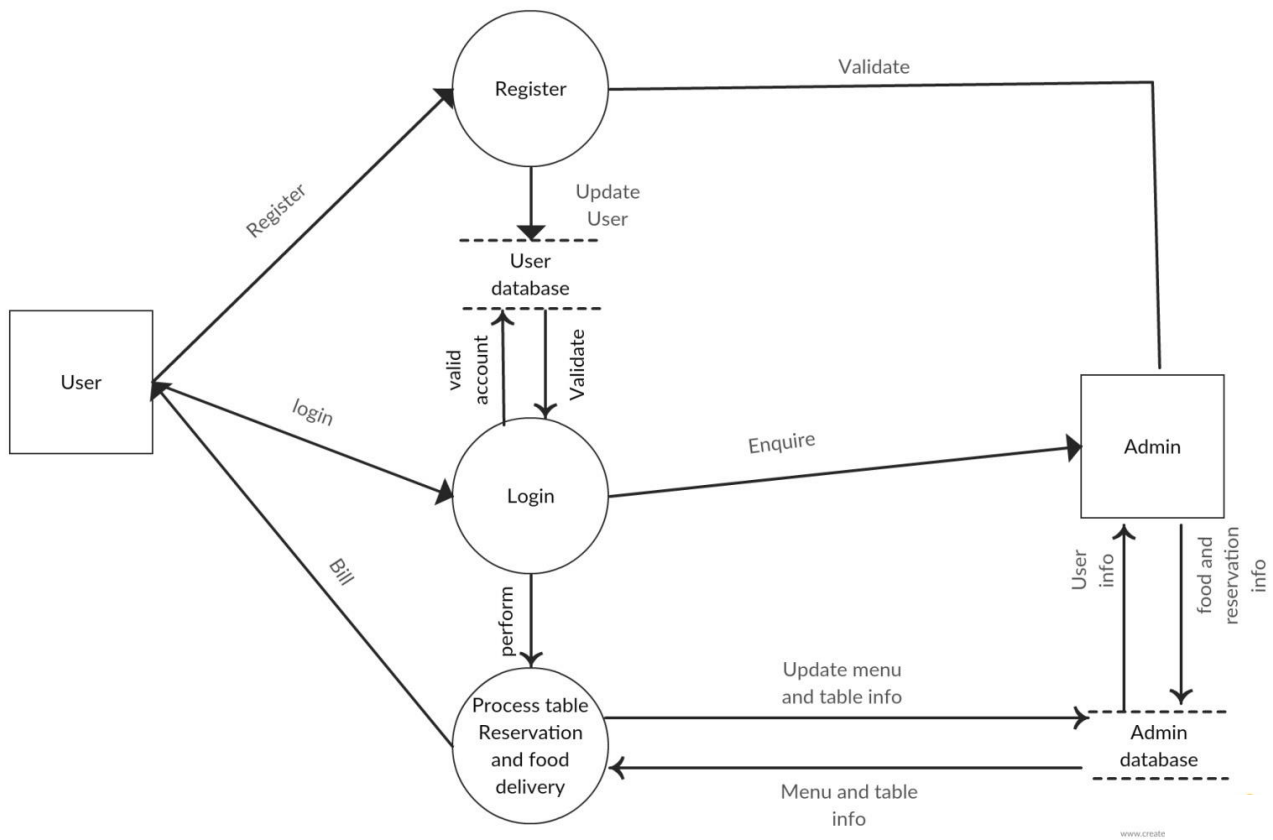 Register
Validate
Register
Update
User
User
database
User
valid
account
Validate
login
Login
Enquire
Admin
Bill
perform
User
info
food and
reservation
info
Process table
Reservation
and food
delivery
Update menu
and table info
Admin
database
Menu and table
info
www.create